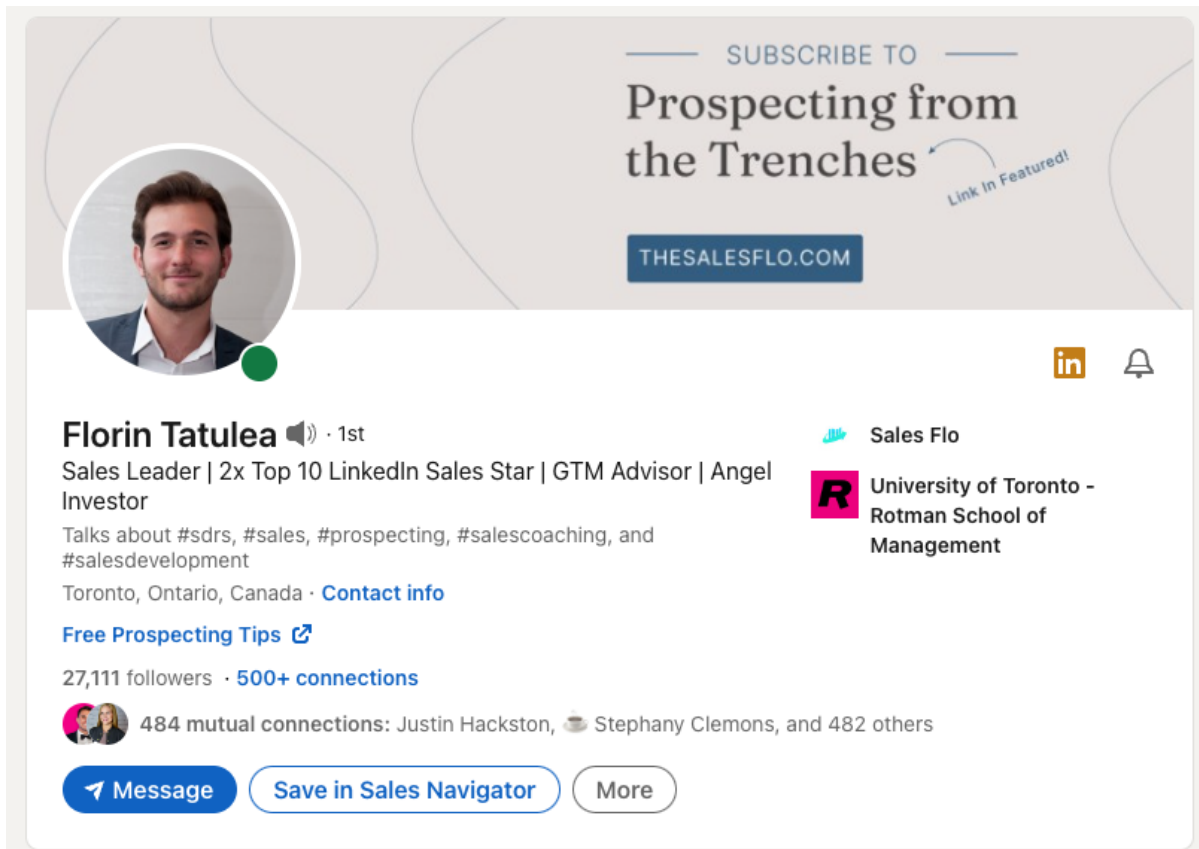 SUBSCRIBE TO
Prospecting from
the Trenches
Link In Featured!
THESALESFLO.COM
in
Florin Tatulea · 1st
Sales Leader | 2x Top 10 LinkedIn Sales Star | GTM Advisor | Angel
Investor
Talks about #sdrs, #sales, #prospecting, #salescoaching, and
#salesdevelopment
Toronto, Ontario, Canada · Contact info
Free Prospecting Tips
27,111 followers · 500+ connections
484 mutual connections: Justin Hackston, ☕ Stephany Clemons, and 482 others
Message
Save in Sales Navigator
More
Sales Flo
R
University of Toronto -
Rotman School of
Management